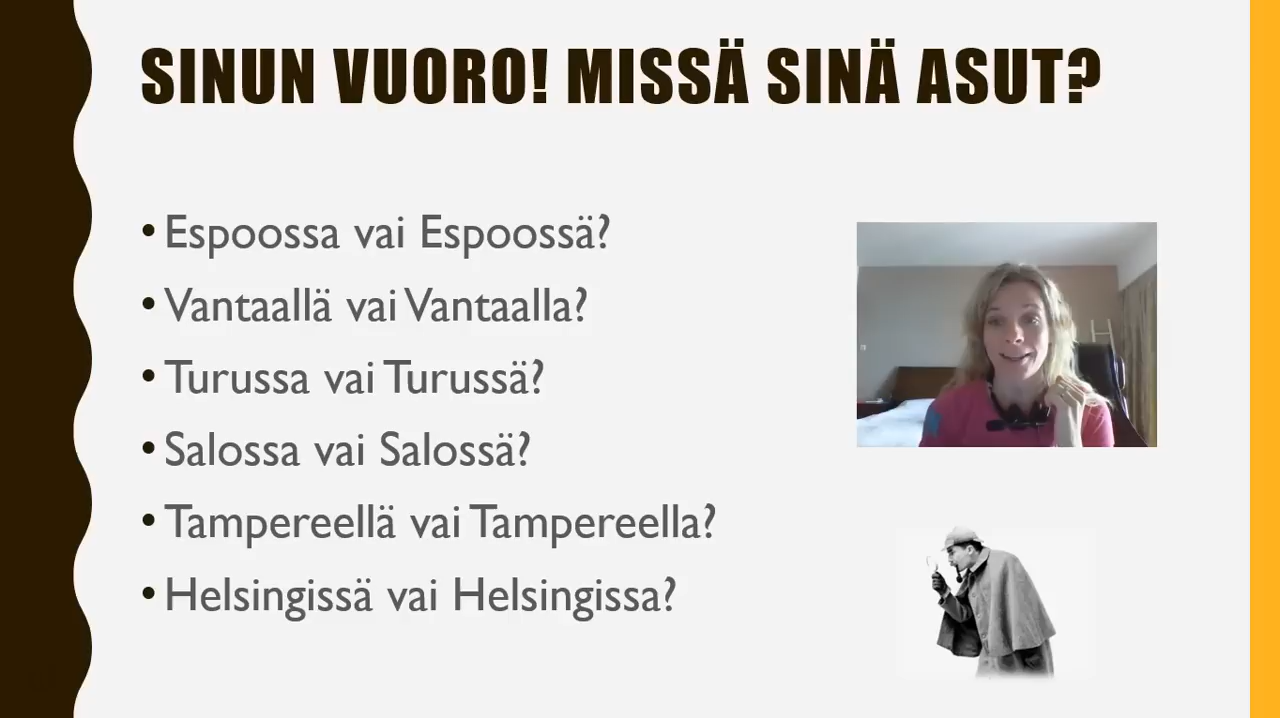 SINUN VUORO! MISSÄ SINÄ ASUT?
• Espoossa vai Espoossä?
• Vantaallä vai Vantaalla?
• Turussa vai Turussä?
• Salossa vai Salossä?
• Tampereellä vai Tampereella?
• Helsingissä vai Helsingissa?